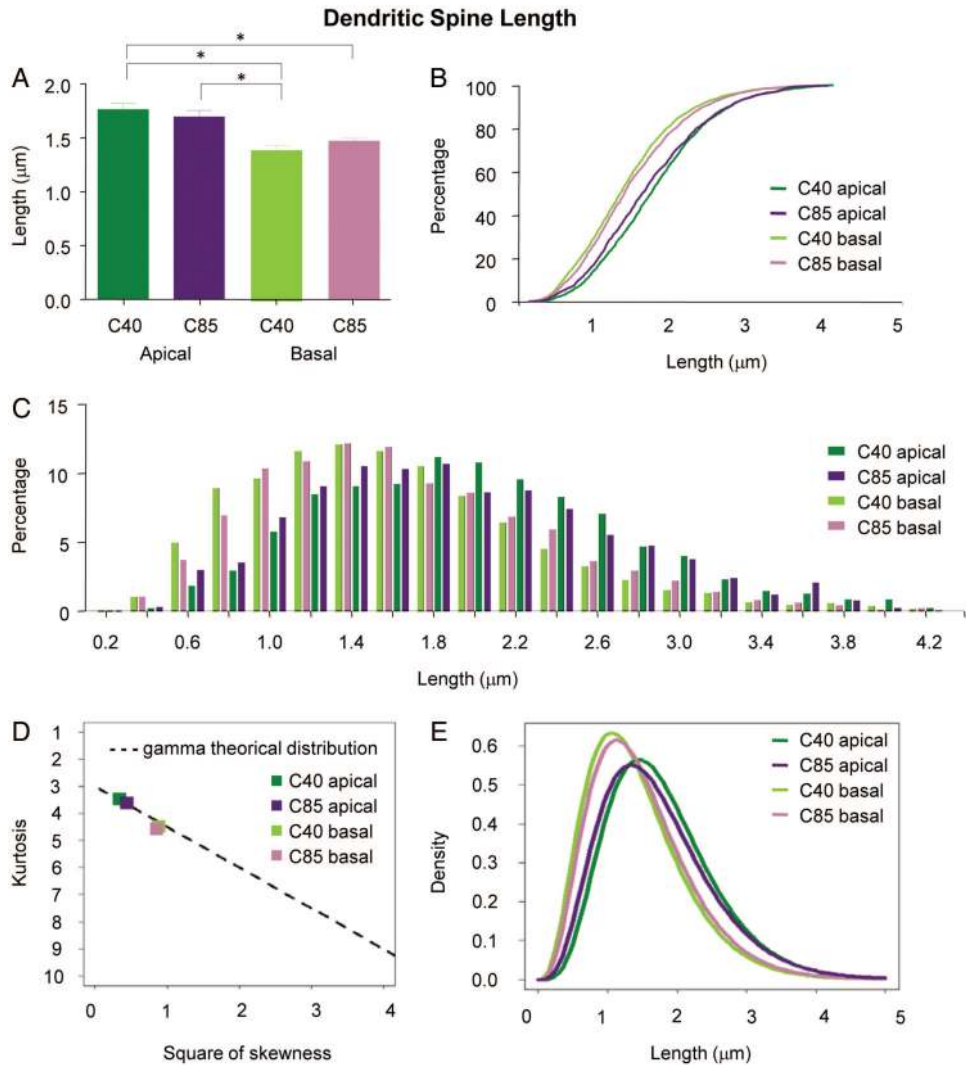 Dendritic Spine Length
A
*
*
*
2.0
1.5
1.0
0.5
0.0
Length (μm)
C40 C85 C40 C85
Apical Basal
B
100
80
60
40
20
0
Percentage
C40 apical
C85 apical
C40 basal
C85 basal
1 2 3 4 5
Length (μm)
C
15
10
5
0
Percentage
C40 apical
C85 apical
C40 basal
C85 basal
0.2 0.6 1.0 1.4 1.8 2.2 2.6 3.0 3.4 3.8 4.2
Length (μm)
D
1
2
3
4
5
6
7
8
9
10
Kurtosis
gamma theorical distribution
C40 apical
C85 apical
C40 basal
C85 basal
0 1 2 3 4
Square of skewness
E
0.6
0.5
0.4
0.3
0.2
0.1
0.0
Density
C40 apical
C85 apical
C40 basal
C85 basal
0 1 2 3 4 5
Length (μm)